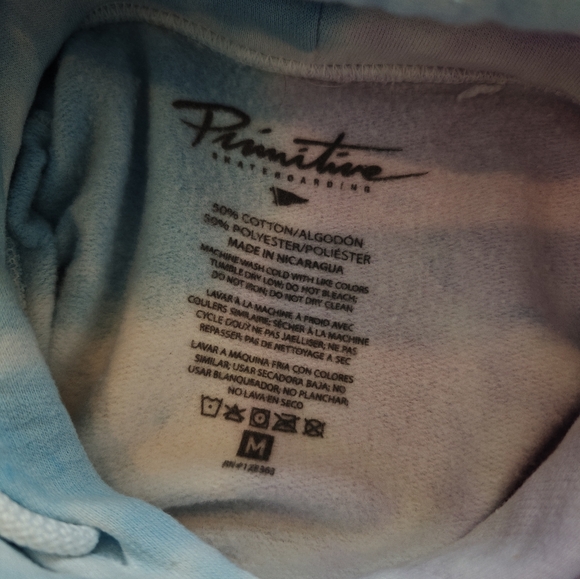 Primitive
SKATEBOARDING
50% COTTON/ALGODÓN
50% POLYESTER/POLIÉSTER
MADE IN NICARAGUA
MACHINE WASH COLD WITH LIKE COLORS
TUMBLE DRY LOW; DO NOT BLEACH;
DO NOT IRON; DO NOT DRY CLEAN
LAVAR À LA MACHINE À FROID AVEC
COULERS SIMILAIRE; SÉCHER À LA MACHINE
CYCLE DOUX NE PAS JAELLISER; NE PAS
REPASSER PAS DE NETTOYAGE A SEC
LAVAR A MÁQUINA FRIA CON COLORES
SIMILAR; USAR SECADORA BAJA; NO
USAR BLANQUEADOR; NO PLANCHAR;
NO LAVA EN SECO
M